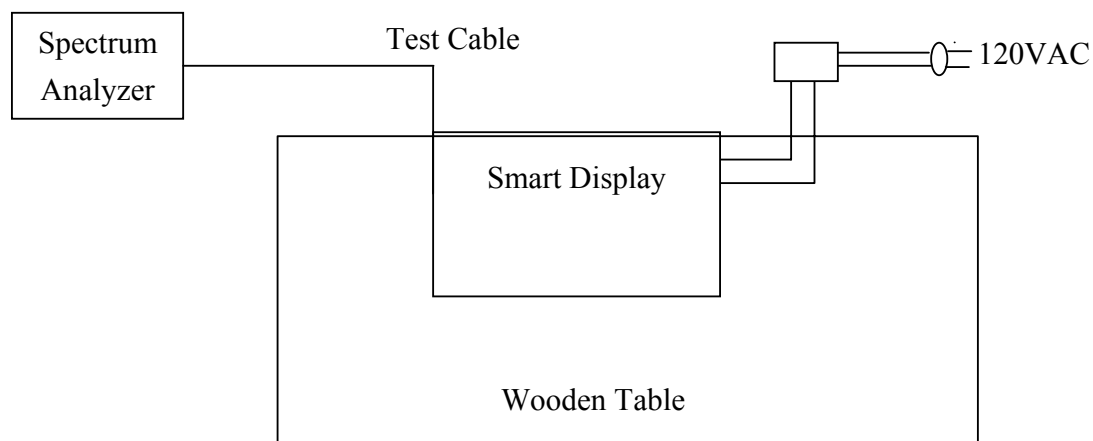 Spectrum
Analyzer
Test Cable
120VAC
Smart Display
Wooden Table